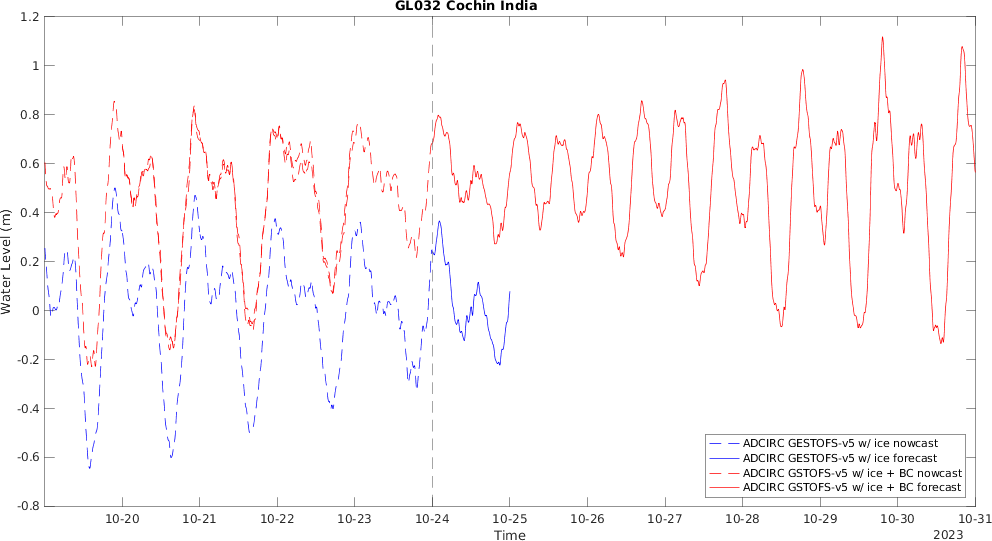 GL032 Cochin India
1.2
1
0.8
0.6
0.4
0.2
0
-0.2
-0.4
-0.6
-0.8
Water Level (m)
ADCIRC GESTOFS-v5 w/ ice nowcast
ADCIRC GESTOFS-v5 w/ ice forecast
ADCIRC GSTOFS-v5 w/ ice + BC nowcast
ADCIRC GSTOFS-v5 w/ ice + BC forecast
10-20 10-21 10-22 10-23 10-24 10-25 10-26 10-27 10-28 10-29 10-30 10-31
Time
2023